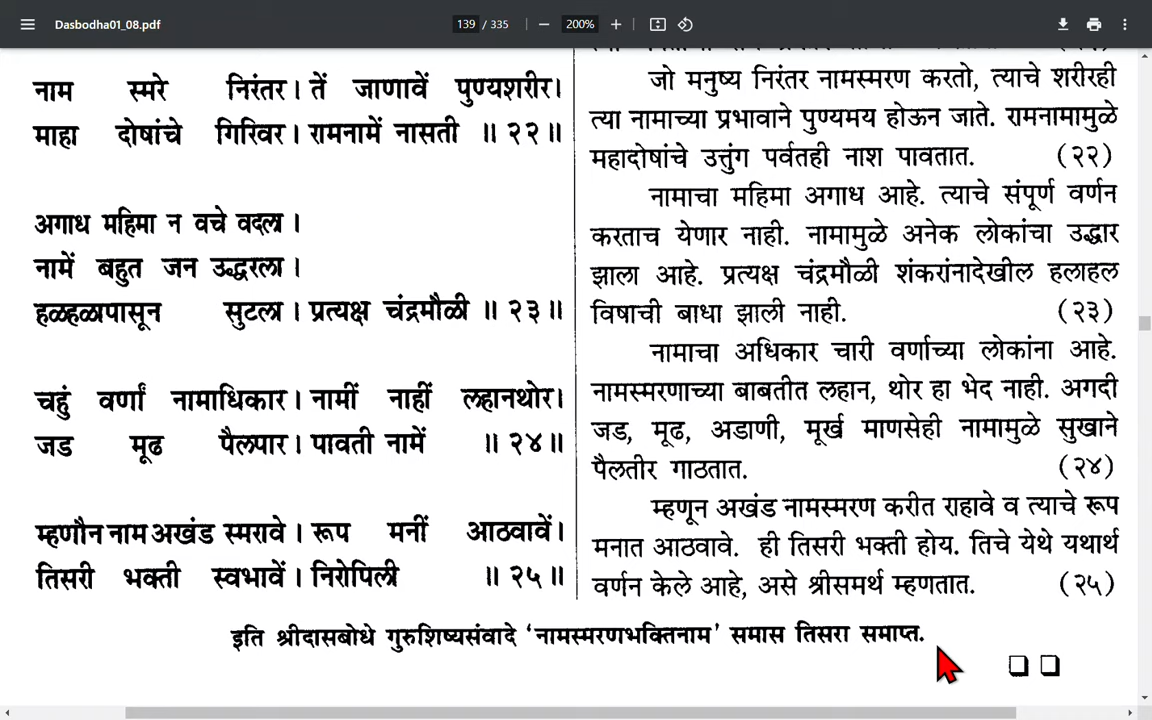 Dasbodha01_08.pdf
139 / 335
200%
नाम स्मरे निरंतर। तें जाणावें पुण्यशरीर।
माहा दोषांचे गिरिवर। रामनामें नासती ॥ २२॥
अगाध महिमा न वचे वदला।
नामें बहुत जन उद्धरला।
हळहळापासून सुटला। प्रत्यक्ष चंद्रमौळी ॥ २३॥
चहुं वर्णां नामाधिकार। नामीं नाहीं लहानथोर।
जड मूढ पैलपार। पावती नामें ॥ २४॥
म्हणौन नाम अखंड स्मरावे। रूप मनीं आठवावें।
तिसरी भक्ती स्वभावें। निरोपिली ॥ २५॥
जो मनुष्य निरंतर नामस्मरण करतो, त्याचे शरीरही
त्या नामाच्या प्रभावाने पुण्यमय होऊन जाते. रामनामामुळे
महादोषांचे उत्तुंग पर्वतही नाश पावतात. (२२)
नामाचा महिमा अगाध आहे. त्याचे संपूर्ण वर्णन
करताच येणार नाही. नामामुळे अनेक लोकांचा उद्धार
झाला आहे. प्रत्यक्ष चंद्रमौळी शंकरांनादेखील हलाहल
विषाची बाधा झाली नाही. (२३)
नामाचा अधिकार चारी वर्णाच्या लोकांना आहे.
नामस्मरणाच्या बाबतीत लहान, थोर हा भेद नाही. अगदी
जड, मूढ, अडाणी, मूर्ख माणसेही नामामुळे सुखाने
पैलतीर गाठतात. (२४)
म्हणून अखंड नामस्मरण करीत राहावे व त्याचे रूप
मनात आठवावे. ही तिसरी भक्ती होय. तिचे येथे यथार्थ
वर्णन केले आहे, असे श्रीसमर्थ म्हणतात. (२५)
इति श्रीदासबोधे गुरुशिष्यसंवादे ‘नामस्मरणभक्तिनाम’ समास तिसरा समाप्त.